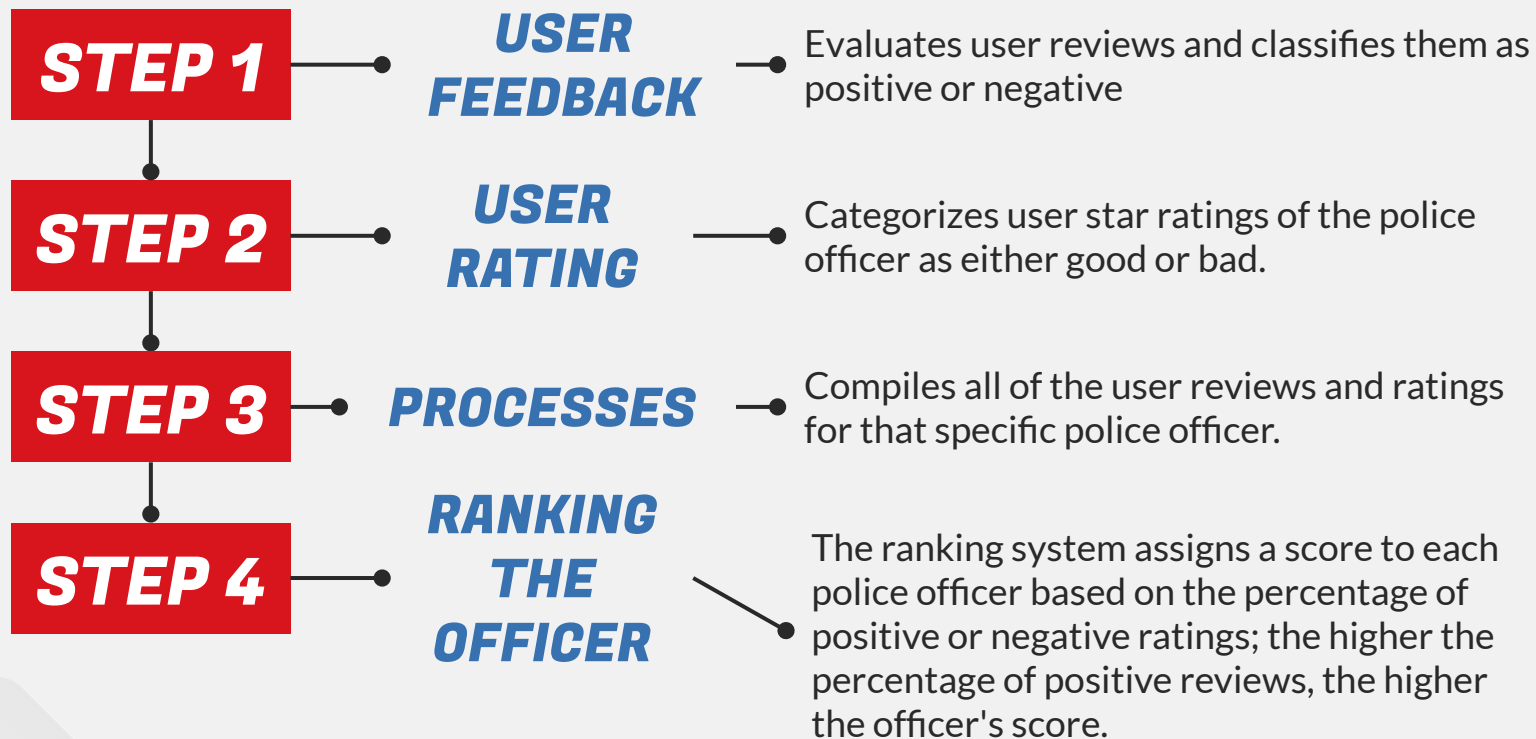 STEP 1
USER
FEEDBACK
Evaluates user reviews and classifies them as
positive or negative
STEP 2
USER
RATING
Categorizes user star ratings of the police
officer as either good or bad.
STEP 3
PROCESSES
Compiles all of the user reviews and ratings
for that specific police officer.
STEP 4
RANKING
THE
OFFICER
The ranking system assigns a score to each
police officer based on the percentage of
positive or negative ratings; the higher the
percentage of positive reviews, the higher
the officer's score.